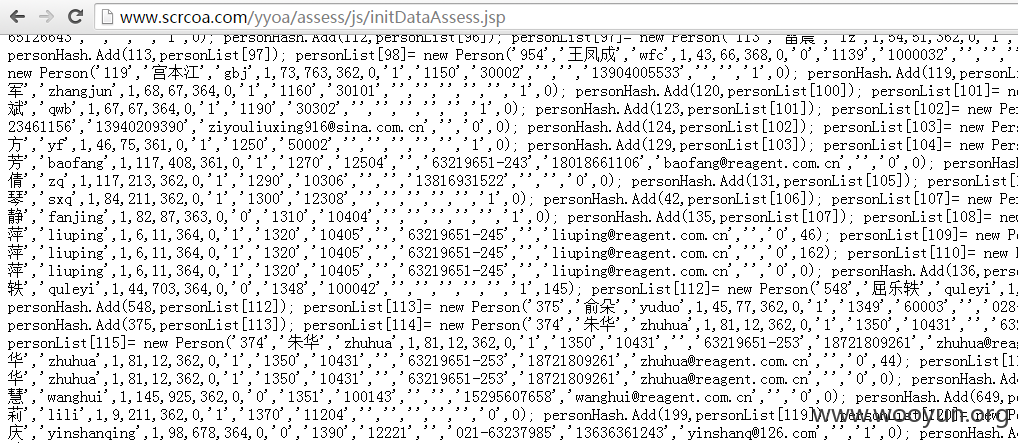 www.scrcoa.com/yyoa/assess/js/initDataAssess.jsp
65126643','','','','1',0); personHash.Add(112,personList[96]); personList[97]= new Person('113','雷震','lz',1,54,51,362,0,'1'
personHash.Add(113,personList[97]); personList[98]= new Person('954','王凤成','wfc',1,43,66,368,0,'0','1139','1000032','','','
new Person('119','宫本江','gbj',1,73,763,362,0,'1','1150','30002','','','13904005533','','','1',0); personHash.Add(119,person
军','zhangjun',1,68,67,364,0,'1','1160','30101','','','','','','1',0); personHash.Add(120,personList[100]); personList[101]= ne
斌','qwb',1,67,67,364,0,'1','1190','30302','','','','','','1',0); personHash.Add(123,personList[101]); personList[102]= new Per
23461156','13940209390','ziyouliuxing916@sina.com.cn','','0',0); personHash.Add(124,personList[102]); personList[103]= new Pers
方','yf',1,46,75,361,0,'1','1250','50002','','','','','','1',0); personHash.Add(129,personList[103]); personList[104]= new Pers
芳','baofang',1,117,408,361,0,'1','1270','12504','','','63219651-243','18018661106','baofang@reagent.com.cn','','0',0); perso
倩','zq',1,117,213,362,0,'1','1290','10306','','','13816931522','','','0',0); personHash.Add(131,personList[105]); personList[1
琴','sxq',1,84,211,362,0,'1','1300','12308','','','','','','1',0); personHash.Add(42,personList[106]); personList[107]= new Per
静','fanjing',1,82,87,363,0,'0','1310','10404','','','','','','1',0); personHash.Add(135,personList[107]); personList[108]= new
萍','liuping',1,6,11,364,0,'1','1320','10405','','','63219651-245','','liuping@reagent.com.cn','','0',46); personList[109]= new
萍','liuping',1,6,11,364,0,'1','1320','10405','','','63219651-245','','liuping@reagent.com.cn','','0',162); personList[110]= ne
萍','liuping',1,6,11,364,0,'1','1320','10405','','','63219651-245','','liuping@reagent.com.cn','','0',0); personHash.Add(136,pe
轶','quleyi',1,44,703,364,0,'0','1348','100042','','','','','','1',145); personList[112]= new Person('548','屈乐轶','quleyi',1,
personHash.Add(548,personList[112]); personList[113]= new Person('375','俞朵','yuduo',1,45,77,362,0,'1','1349','60003','','028-
personHash.Add(375,personList[113]); personList[114]= new Person('374','朱华','zhuhua',1,81,12,362,0,'1','1350','10431','','632
personList[115]= new Person('374','朱华','zhuhua',1,81,12,362,0,'1','1350','10431','','63219651-253','18721809261','zhuhua@reag
华','zhuhua',1,81,12,362,0,'1','1350','10431','','63219651-253','18721809261','zhuhua@reagent.com.cn','','0',44); personList[11
华','zhuhua',1,81,12,362,0,'1','1350','10431','','63219651-253','18721809261','zhuhua@reagent.com.cn','','0',0); personHash.Add
慧','wanghui',1,145,925,362,0,'0','1351','100143','','','15295607658','wanghui@reagent.com.cn','','0',0); personHash.Add(649,pe
莉','lili',1,9,211,362,0,'1','1370','11204','','','','','','0',0); personHash.Add(199,personList[119]
庆','yinshanqing',1,98,678,364,0,'0','1390','12221','','021-63237985','13636361243','yinshanq@126.com','','1',0); personHash.Ad
www.wooyun.org